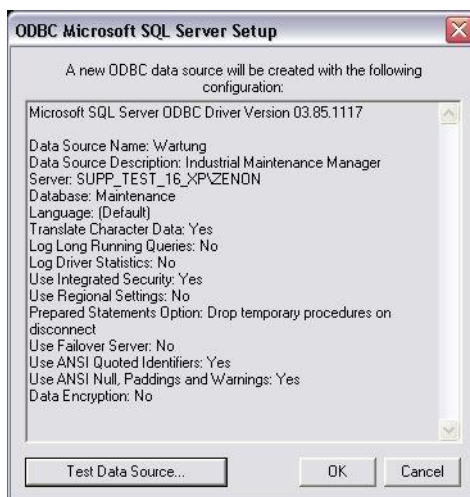 ODBC Microsoft SQL Server Setup
A new ODBC data source will be created with the following
configuration:
Microsoft SQL Server ODBC Driver Version 03.85.1117
Data Source Name: Wartung
Data Source Description: Industrial Maintenance Manager
Server: SUPP_TEST_16_XP\ZENON
Database: Maintenance
Language: (Default)
Translate Character Data: Yes
Log Long Running Queries: No
Log Driver Statistics: No
Use Integrated Security: Yes
Use Regional Settings: No
Prepared Statements Option: Drop temporary procedures on
disconnect
Use Failover Server: No
Use ANSI Quoted Identifiers: Yes
Use ANSI Null, Paddings and Warnings: Yes
Data Encryption: No
Test Data Source... OK Cancel